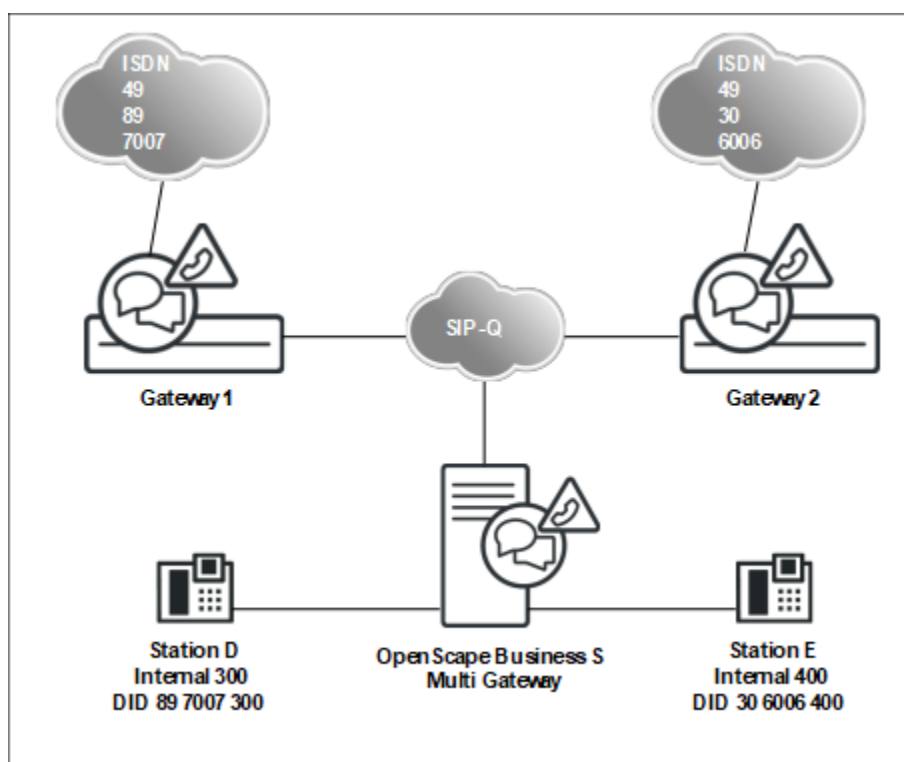 ISDN
49
89
7007
ISDN
49
30
6006
SIP-Q
Gateway 1
Gateway 2
Station D
Internal 300
DID 89 7007 300
OpenScape Business S
Multi Gateway
Station E
Internal 400
DID 30 6006 400